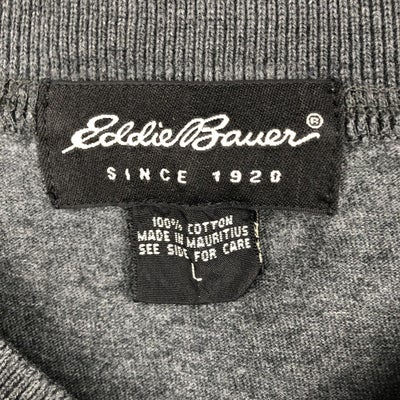 Eddie Bauer®
SINCE 1920
100% COTTON
MADE IN MAURITIUS
SEE SIDE FOR CARE
L